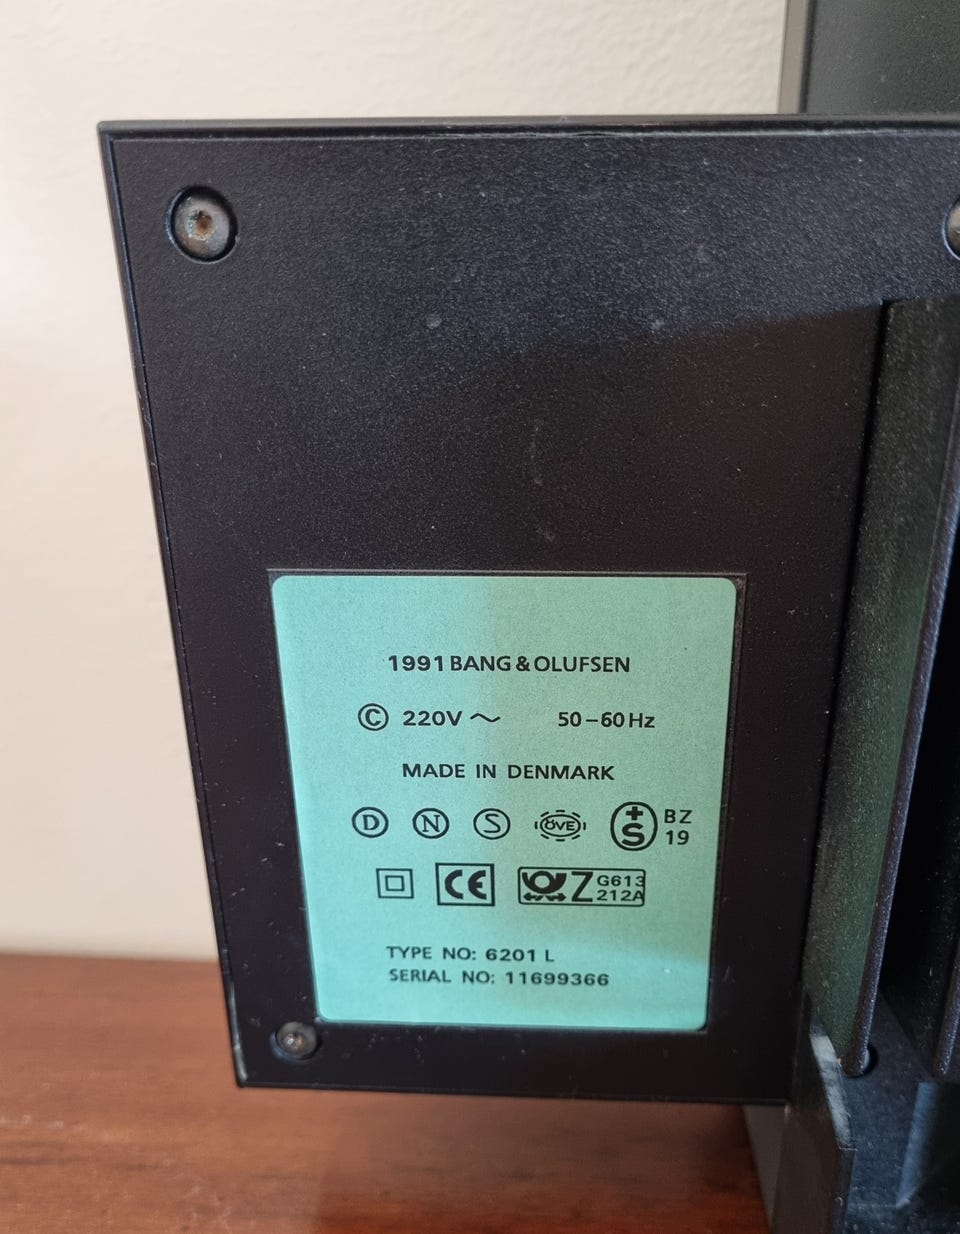 1991 BANG & OLUFSEN
© 220V ~ 50-60 Hz
MADE IN DENMARK
D N S ÖVE +S BZ 19
CE Z G613 212A
TYPE NO: 6201 L
SERIAL NO: 11699366